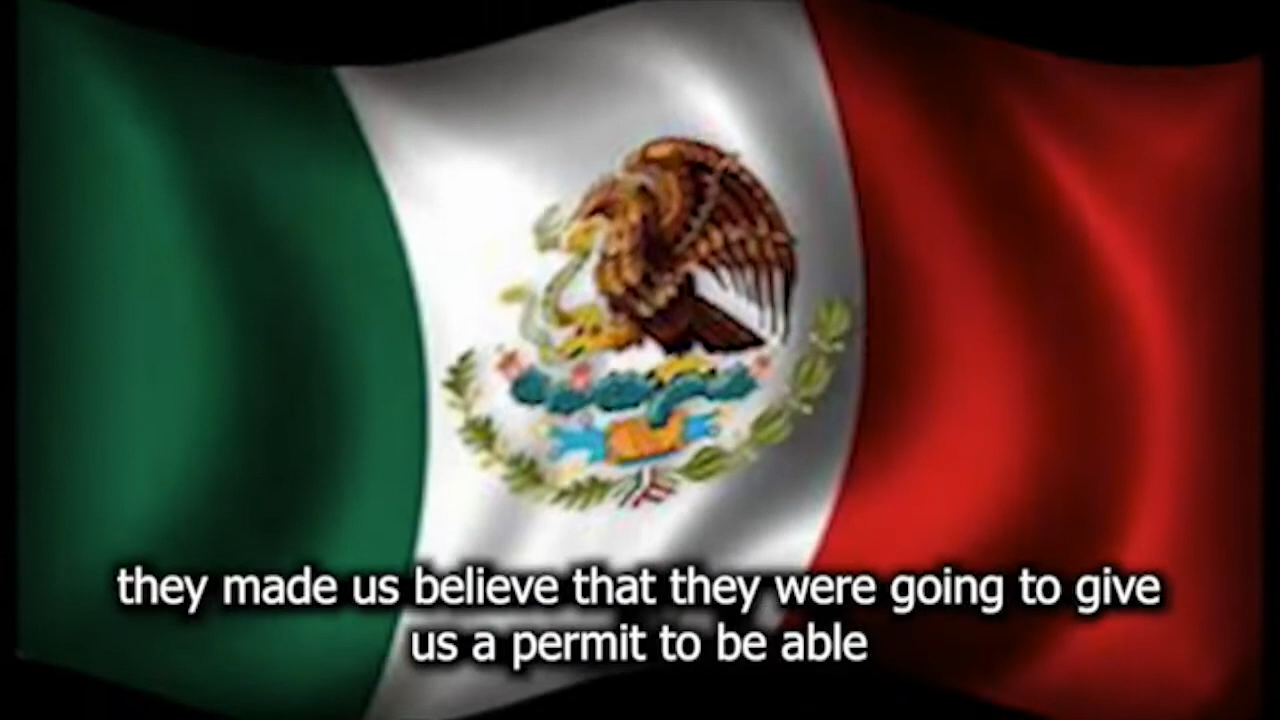 they made us believe that they were going to give
us a permit to be able